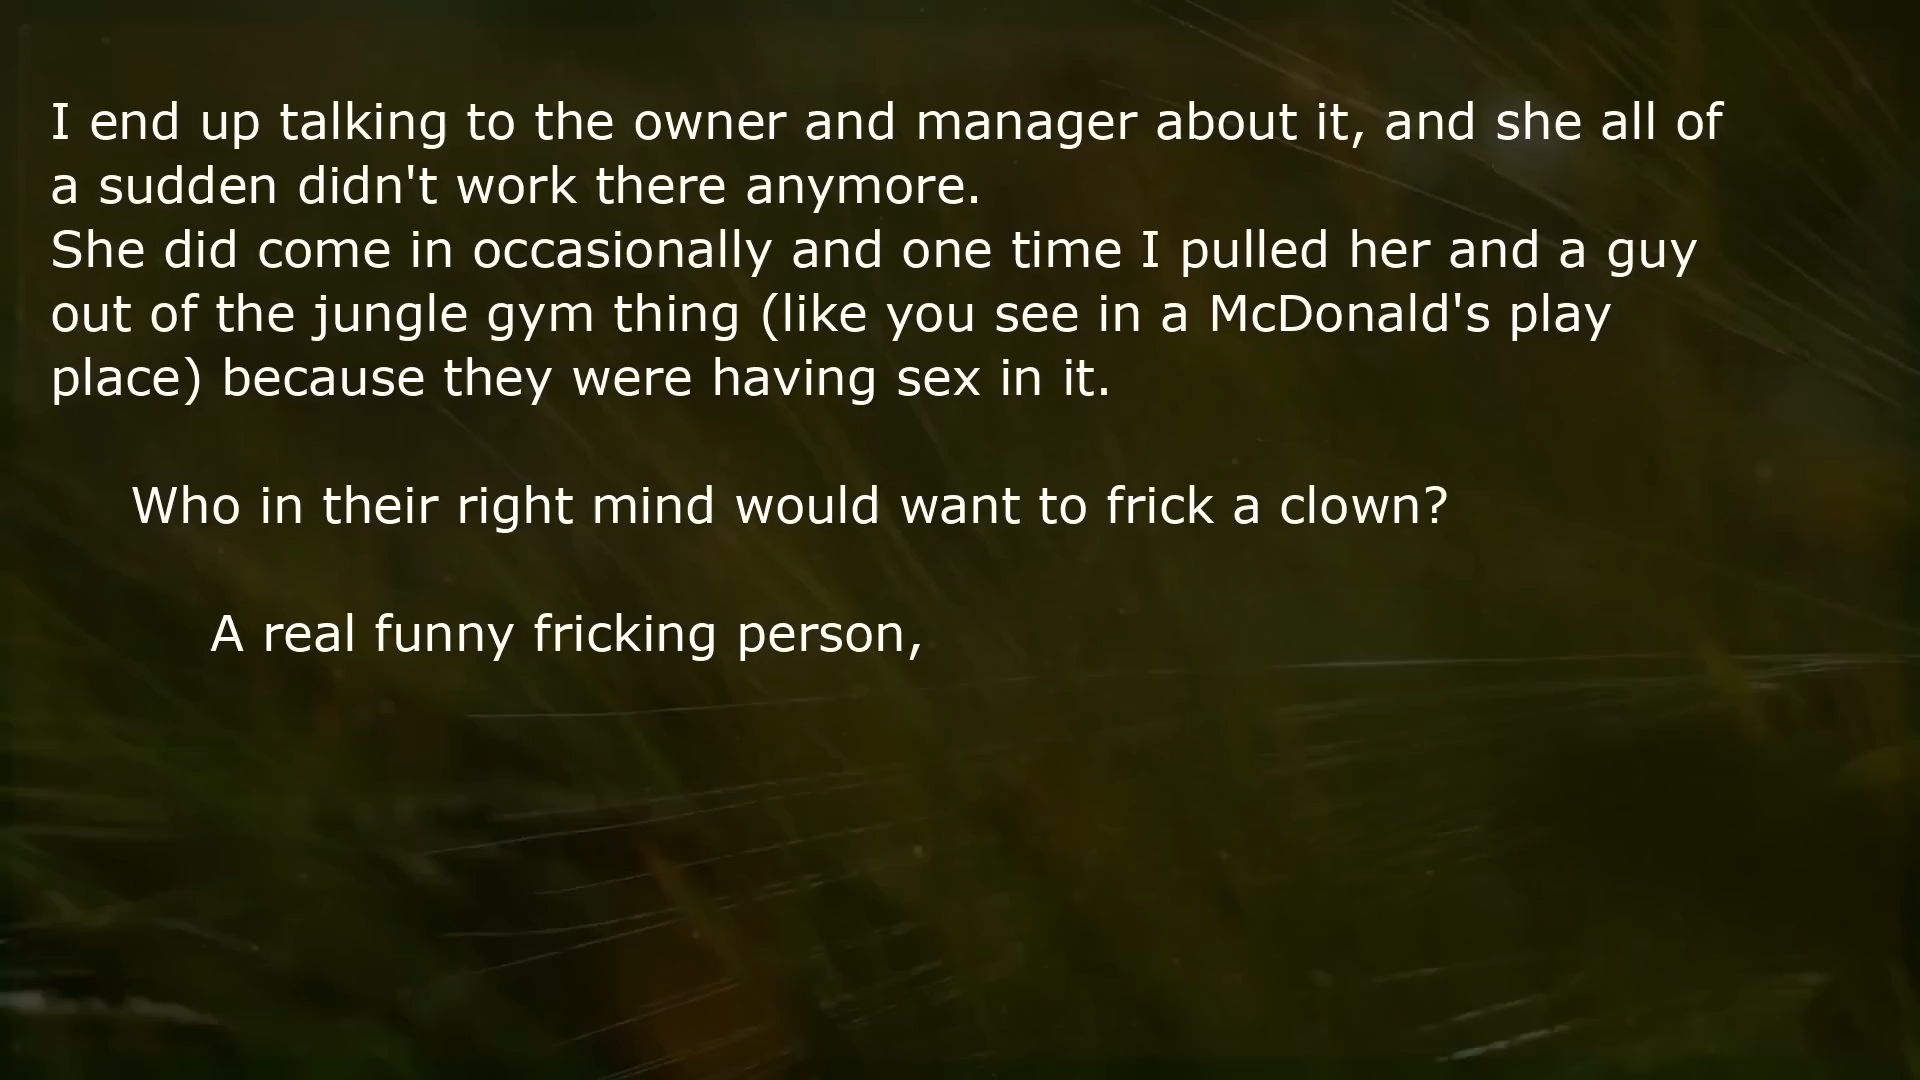 I end up talking to the owner and manager about it, and she all of
a sudden didn't work there anymore.
She did come in occasionally and one time I pulled her and a guy
out of the jungle gym thing (like you see in a McDonald's play
place) because they were having sex in it.
Who in their right mind would want to frick a clown?
A real funny fricking person,